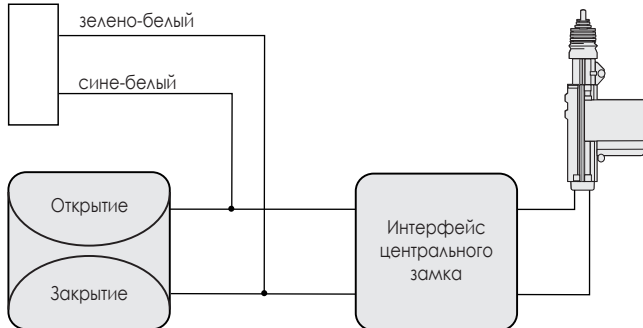 зелено-белый
сине-белый
Открытие
Закрытие
Интерфейс
центрального
замка